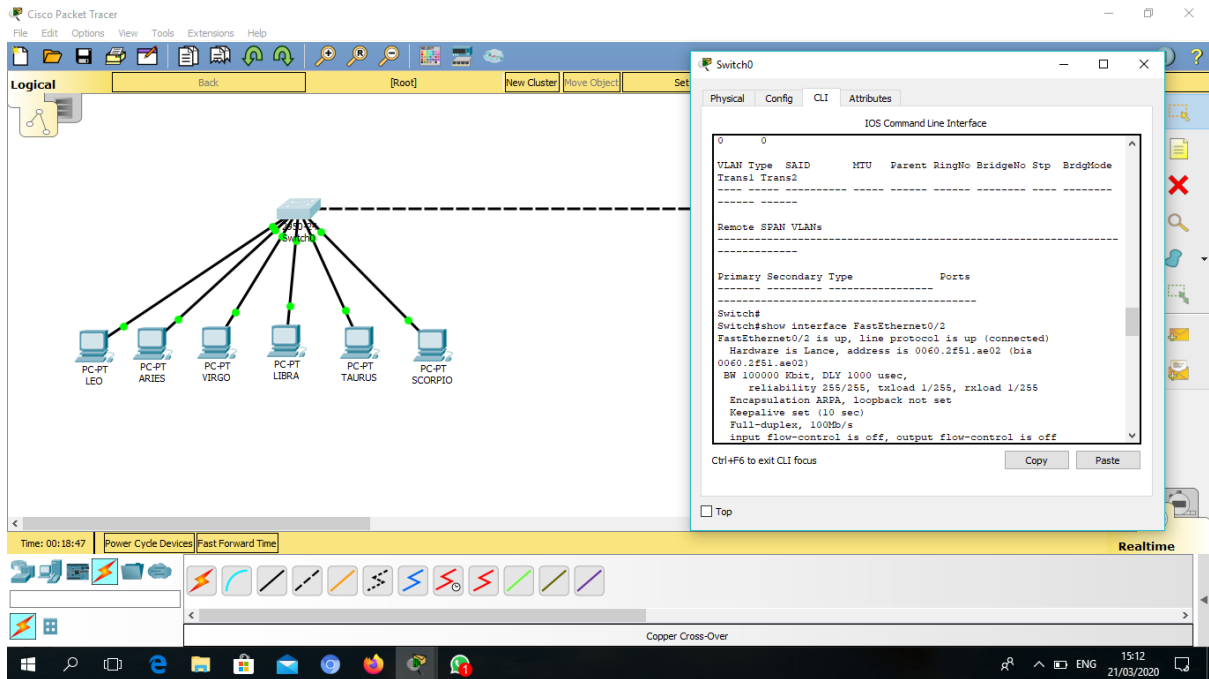 Cisco Packet Tracer
File Edit Options View Tools Extensions Help
Logical
Back
[Root]
New Cluster
Move Object
Set
2950-24
Switch0
PC-PT
LEO
PC-PT
ARIES
PC-PT
VIRGO
PC-PT
LIBRA
PC-PT
TAURUS
PC-PT
SCORPIO
Switch0
Physical Config CLI Attributes
IOS Command Line Interface
0 0
VLAN Type SAID MTU Parent RingNo BridgeNo Stp BrdgMode
Trans1 Trans2
---- ----- ---------- ----- ------ ------ -------- ---- --------
------ ------
Remote SPAN VLANs
------------------------------------------------------------------
-------------
Primary Secondary Type Ports
------- --------- -----------------
------------------------------------------
Switch#
Switch#show interface FastEthernet0/2
FastEthernet0/2 is up, line protocol is up (connected)
Hardware is Lance, address is 0060.2f51.ae02 (bia
0060.2f51.ae02)
BW 100000 Kbit, DLY 1000 usec,
reliability 255/255, txload 1/255, rxload 1/255
Encapsulation ARPA, loopback not set
Keepalive set (10 sec)
Full-duplex, 100Mb/s
input flow-control is off, output flow-control is off
Ctrl+F6 to exit CLI focus
Copy
Paste
Top
Time: 00:18:47
Power Cycle Devices
Fast Forward Time
Realtime
Copper Cross-Over
1
ENG
15:12
21/03/2020